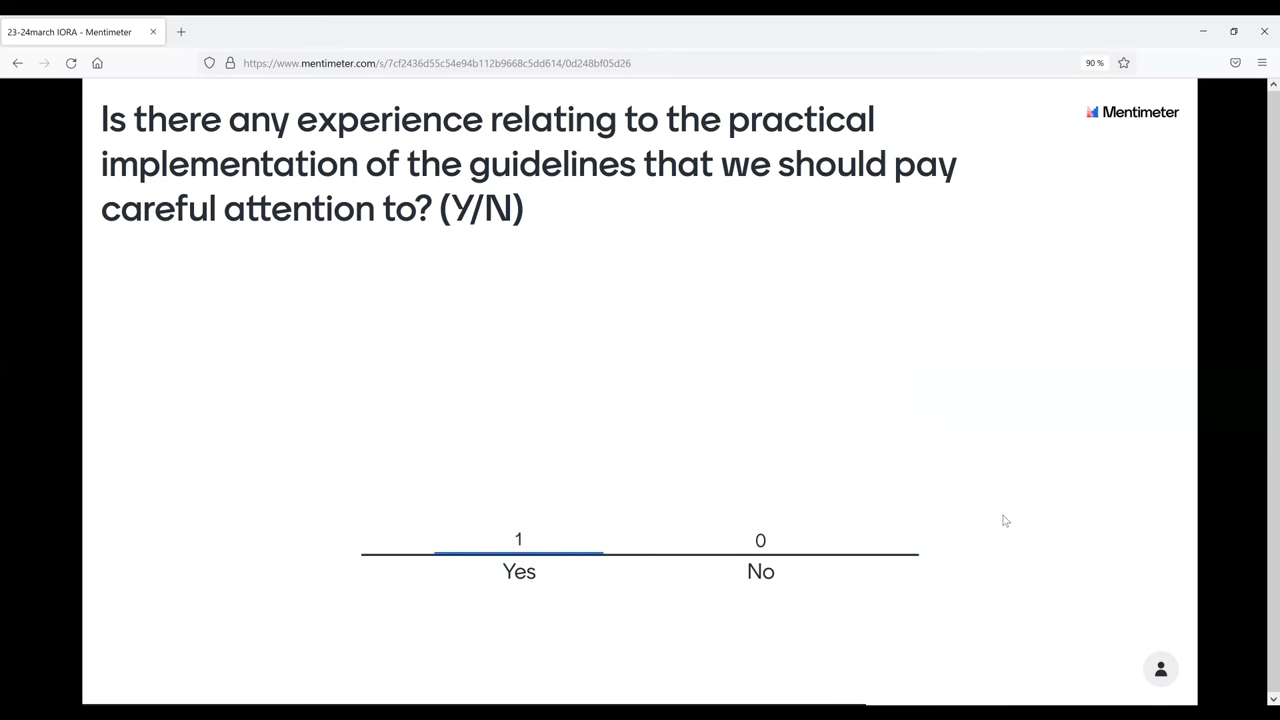 23-24march IORA - Mentimeter
https://www.mentimeter.com/s/7cf2436d55c54e94b112b9668c5dd614/0d248bf05d26
90 %
Is there any experience relating to the practical
implementation of the guidelines that we should pay
careful attention to? (Y/N)
Mentimeter
1 0
Yes No